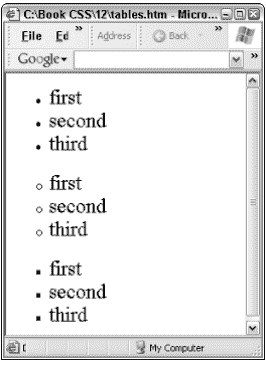 C:\Book CSS\12\tables.htm - Micro...
File Ed » Address Back »
Google »
• first
• second
• third
○ first
○ second
○ third
▪ first
▪ second
▪ third
My Computer